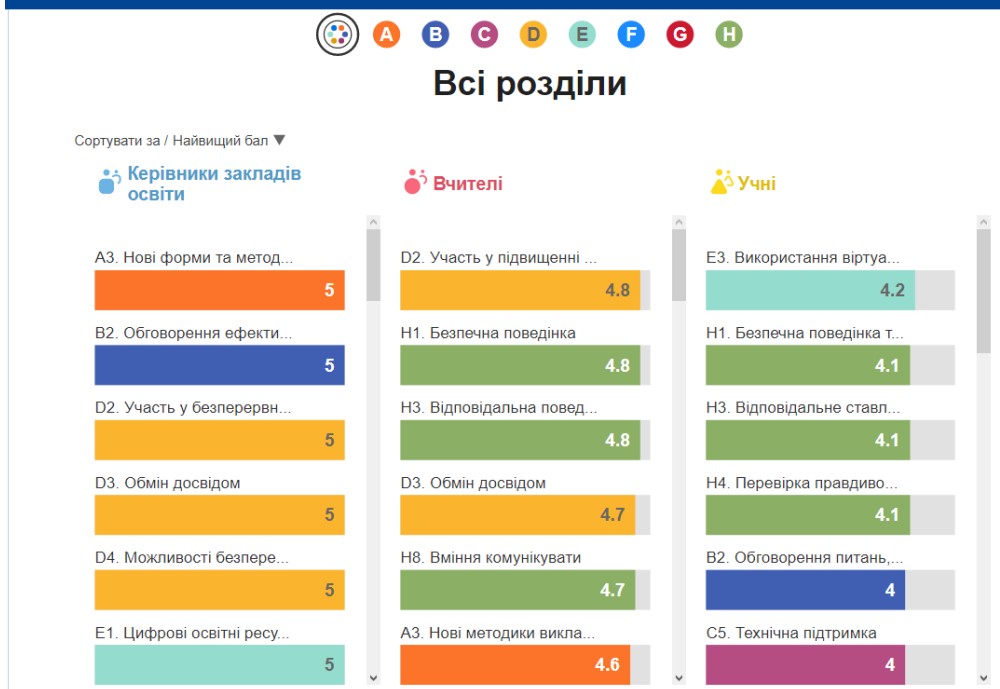 A B C D E F G H
Всі розділи
Сортувати за / Найвищий бал ▼
Керівники закладів
освіти
A3. Нові форми та метод...
5
B2. Обговорення ефекти...
5
D2. Участь у безперервн...
5
D3. Обмін досвідом
5
D4. Можливості безпере...
5
E1. Цифрові освітні ресу...
5
Вчителі
D2. Участь у підвищенні ...
4.8
H1. Безпечна поведінка
4.8
H3. Відповідальна повед...
4.8
D3. Обмін досвідом
4.7
H8. Вміння комунікувати
4.7
A3. Нові методики викла...
4.6
Учні
E3. Використання віртуа...
4.2
H1. Безпечна поведінка т...
4.1
H3. Відповідальне ставл...
4.1
H4. Перевірка правдиво...
4.1
B2. Обговорення питань,...
4
C5. Технічна підтримка
4